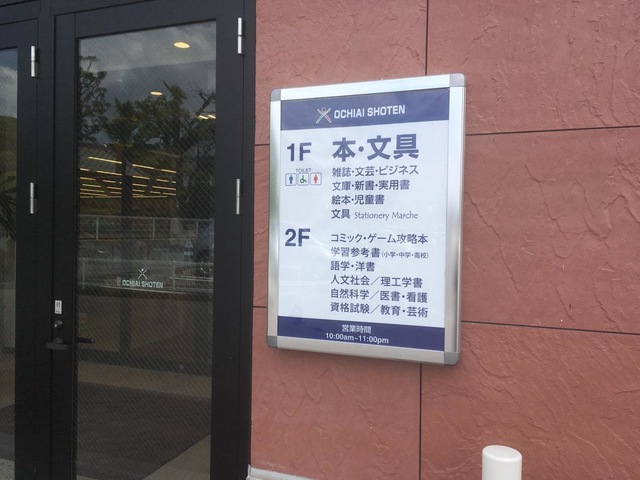 OCHIAI SHOTEN
1F 本・文具
TOILET
雑誌・文芸・ビジネス
文庫・新書・実用書
絵本・児童書
文具 Stationery Marche
2F コミック・ゲーム攻略本
学習参考書(小学・中学・高校)
語学・洋書
人文社会/理工学書
自然科学/医書・看護
資格試験/教育・芸術
営業時間
10:00am~11:00pm
OCHIAI SHOTEN